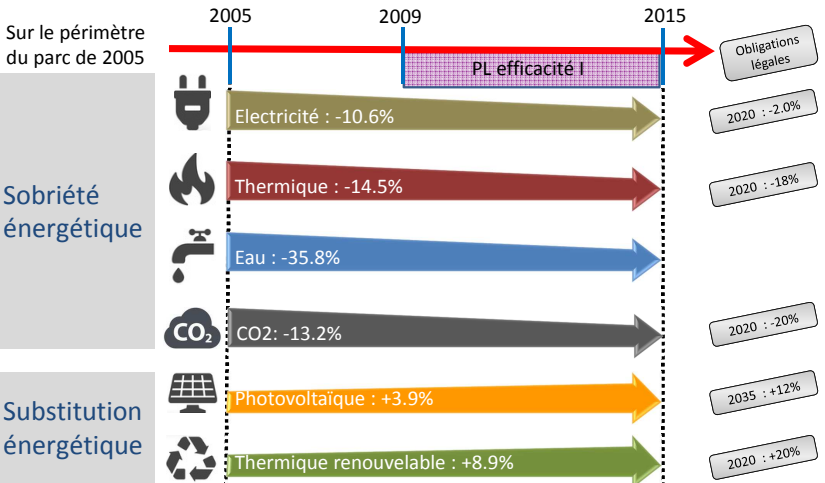 Sur le périmètre
du parc de 2005
2005
2009
2015
PL efficacité I
Obligations
légales
Sobriété
énergétique
Electricité : -10.6%
2020 : -2.0%
Thermique : -14.5%
2020 : -18%
Eau : -35.8%
CO2
CO2: -13.2%
2020 : -20%
Substitution
énergétique
Photovoltaïque : +3.9%
2035 : +12%
Thermique renouvelable : +8.9%
2020 : +20%